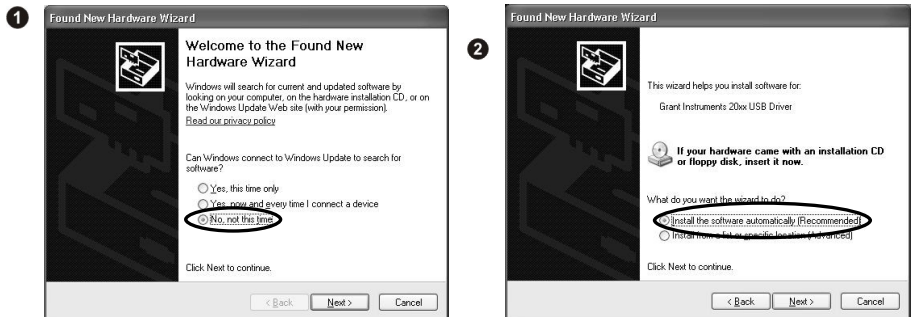 1
Found New Hardware Wizard
Welcome to the Found New
Hardware Wizard
Windows will search for current and updated software by
looking on your computer, on the hardware installation CD, or on
the Windows Update Web site (with your permission).
Read our privacy policy
Can Windows connect to Windows Update to search for
software?
Yes, this time only
Yes, now and every time I connect a device
No, not this time
Click Next to continue.
< Back
Next >
Cancel
2
Found New Hardware Wizard
This wizard helps you install software for:
Grant Instruments 20xx USB Driver
If your hardware came with an installation CD
or floppy disk, insert it now.
What do you want the wizard to do?
Install the software automatically (Recommended)
Install from a list or specific location (Advanced)
Click Next to continue.
< Back
Next >
Cancel